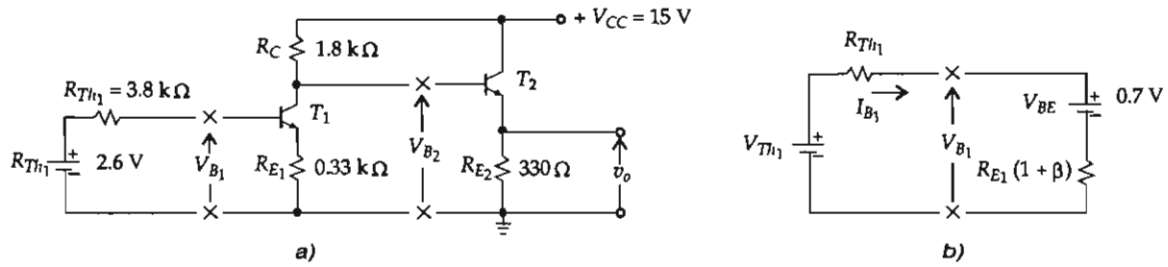 + V_CC = 15 V
R_C 1.8 kΩ
T_2
R_Th1 = 3.8 kΩ
T_1
R_Th1 2.6 V
V_B1
R_E1 0.33 kΩ
V_B2
R_E2 330 Ω
v_o
a)
R_Th1
I_B1
V_BE 0.7 V
V_Th1
V_B1
R_E1 (1 + β)
b)